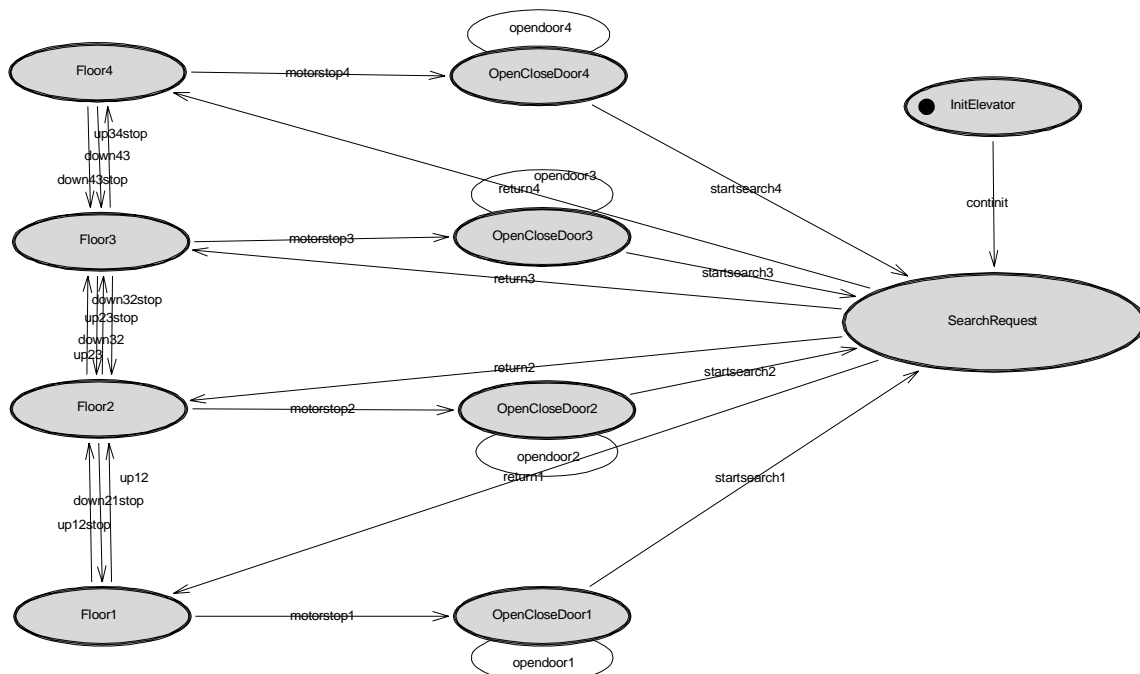 opendoor4
Floor4
motorstop4
OpenCloseDoor4
InitElevator
up34stop
down43
down43stop
opendoor3
return4
startsearch4
continit
Floor3
motorstop3
OpenCloseDoor3
startsearch3
return3
down32stop
up23stop
down32
up23
SearchRequest
return2
startsearch2
Floor2
motorstop2
OpenCloseDoor2
opendoor2
up12
return1
startsearch1
down21stop
up12stop
Floor1
motorstop1
OpenCloseDoor1
opendoor1